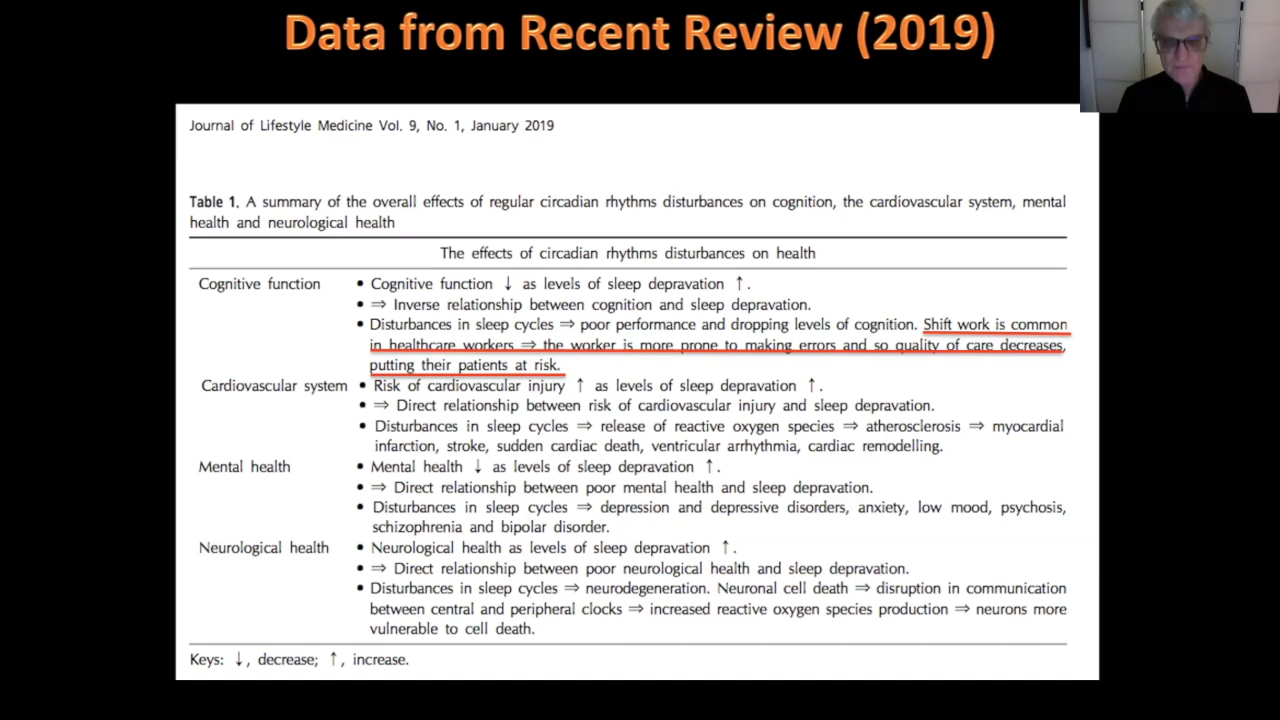 Data from Recent Review (2019)
Journal of Lifestyle Medicine Vol. 9, No. 1, January 2019
Table 1. A summary of the overall effects of regular circadian rhythms disturbances on cognition, the cardiovascular system, mental
health and neurological health
The effects of circadian rhythms disturbances on health
Cognitive function • Cognitive function ↓ as levels of sleep depravation ↑.
• ⇒ Inverse relationship between cognition and sleep depravation.
• Disturbances in sleep cycles ⇒ poor performance and dropping levels of cognition. Shift work is common
in healthcare workers ⇒ the worker is more prone to making errors and so quality of care decreases,
putting their patients at risk.
Cardiovascular system • Risk of cardiovascular injury ↑ as levels of sleep depravation ↑.
• ⇒ Direct relationship between risk of cardiovascular injury and sleep depravation.
• Disturbances in sleep cycles ⇒ release of reactive oxygen species ⇒ atherosclerosis ⇒ myocardial
infarction, stroke, sudden cardiac death, ventricular arrhythmia, cardiac remodelling.
Mental health • Mental health ↓ as levels of sleep depravation ↑.
• ⇒ Direct relationship between poor mental health and sleep depravation.
• Disturbances in sleep cycles ⇒ depression and depressive disorders, anxiety, low mood, psychosis,
schizophrenia and bipolar disorder.
Neurological health • Neurological health as levels of sleep depravation ↑.
• ⇒ Direct relationship between poor neurological health and sleep depravation.
• Disturbances in sleep cycles ⇒ neurodegeneration. Neuronal cell death ⇒ disruption in communication
between central and peripheral clocks ⇒ increased reactive oxygen species production ⇒ neurons more
vulnerable to cell death.
Keys: ↓, decrease; ↑, increase.